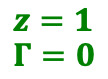 z = 1
Γ = 0